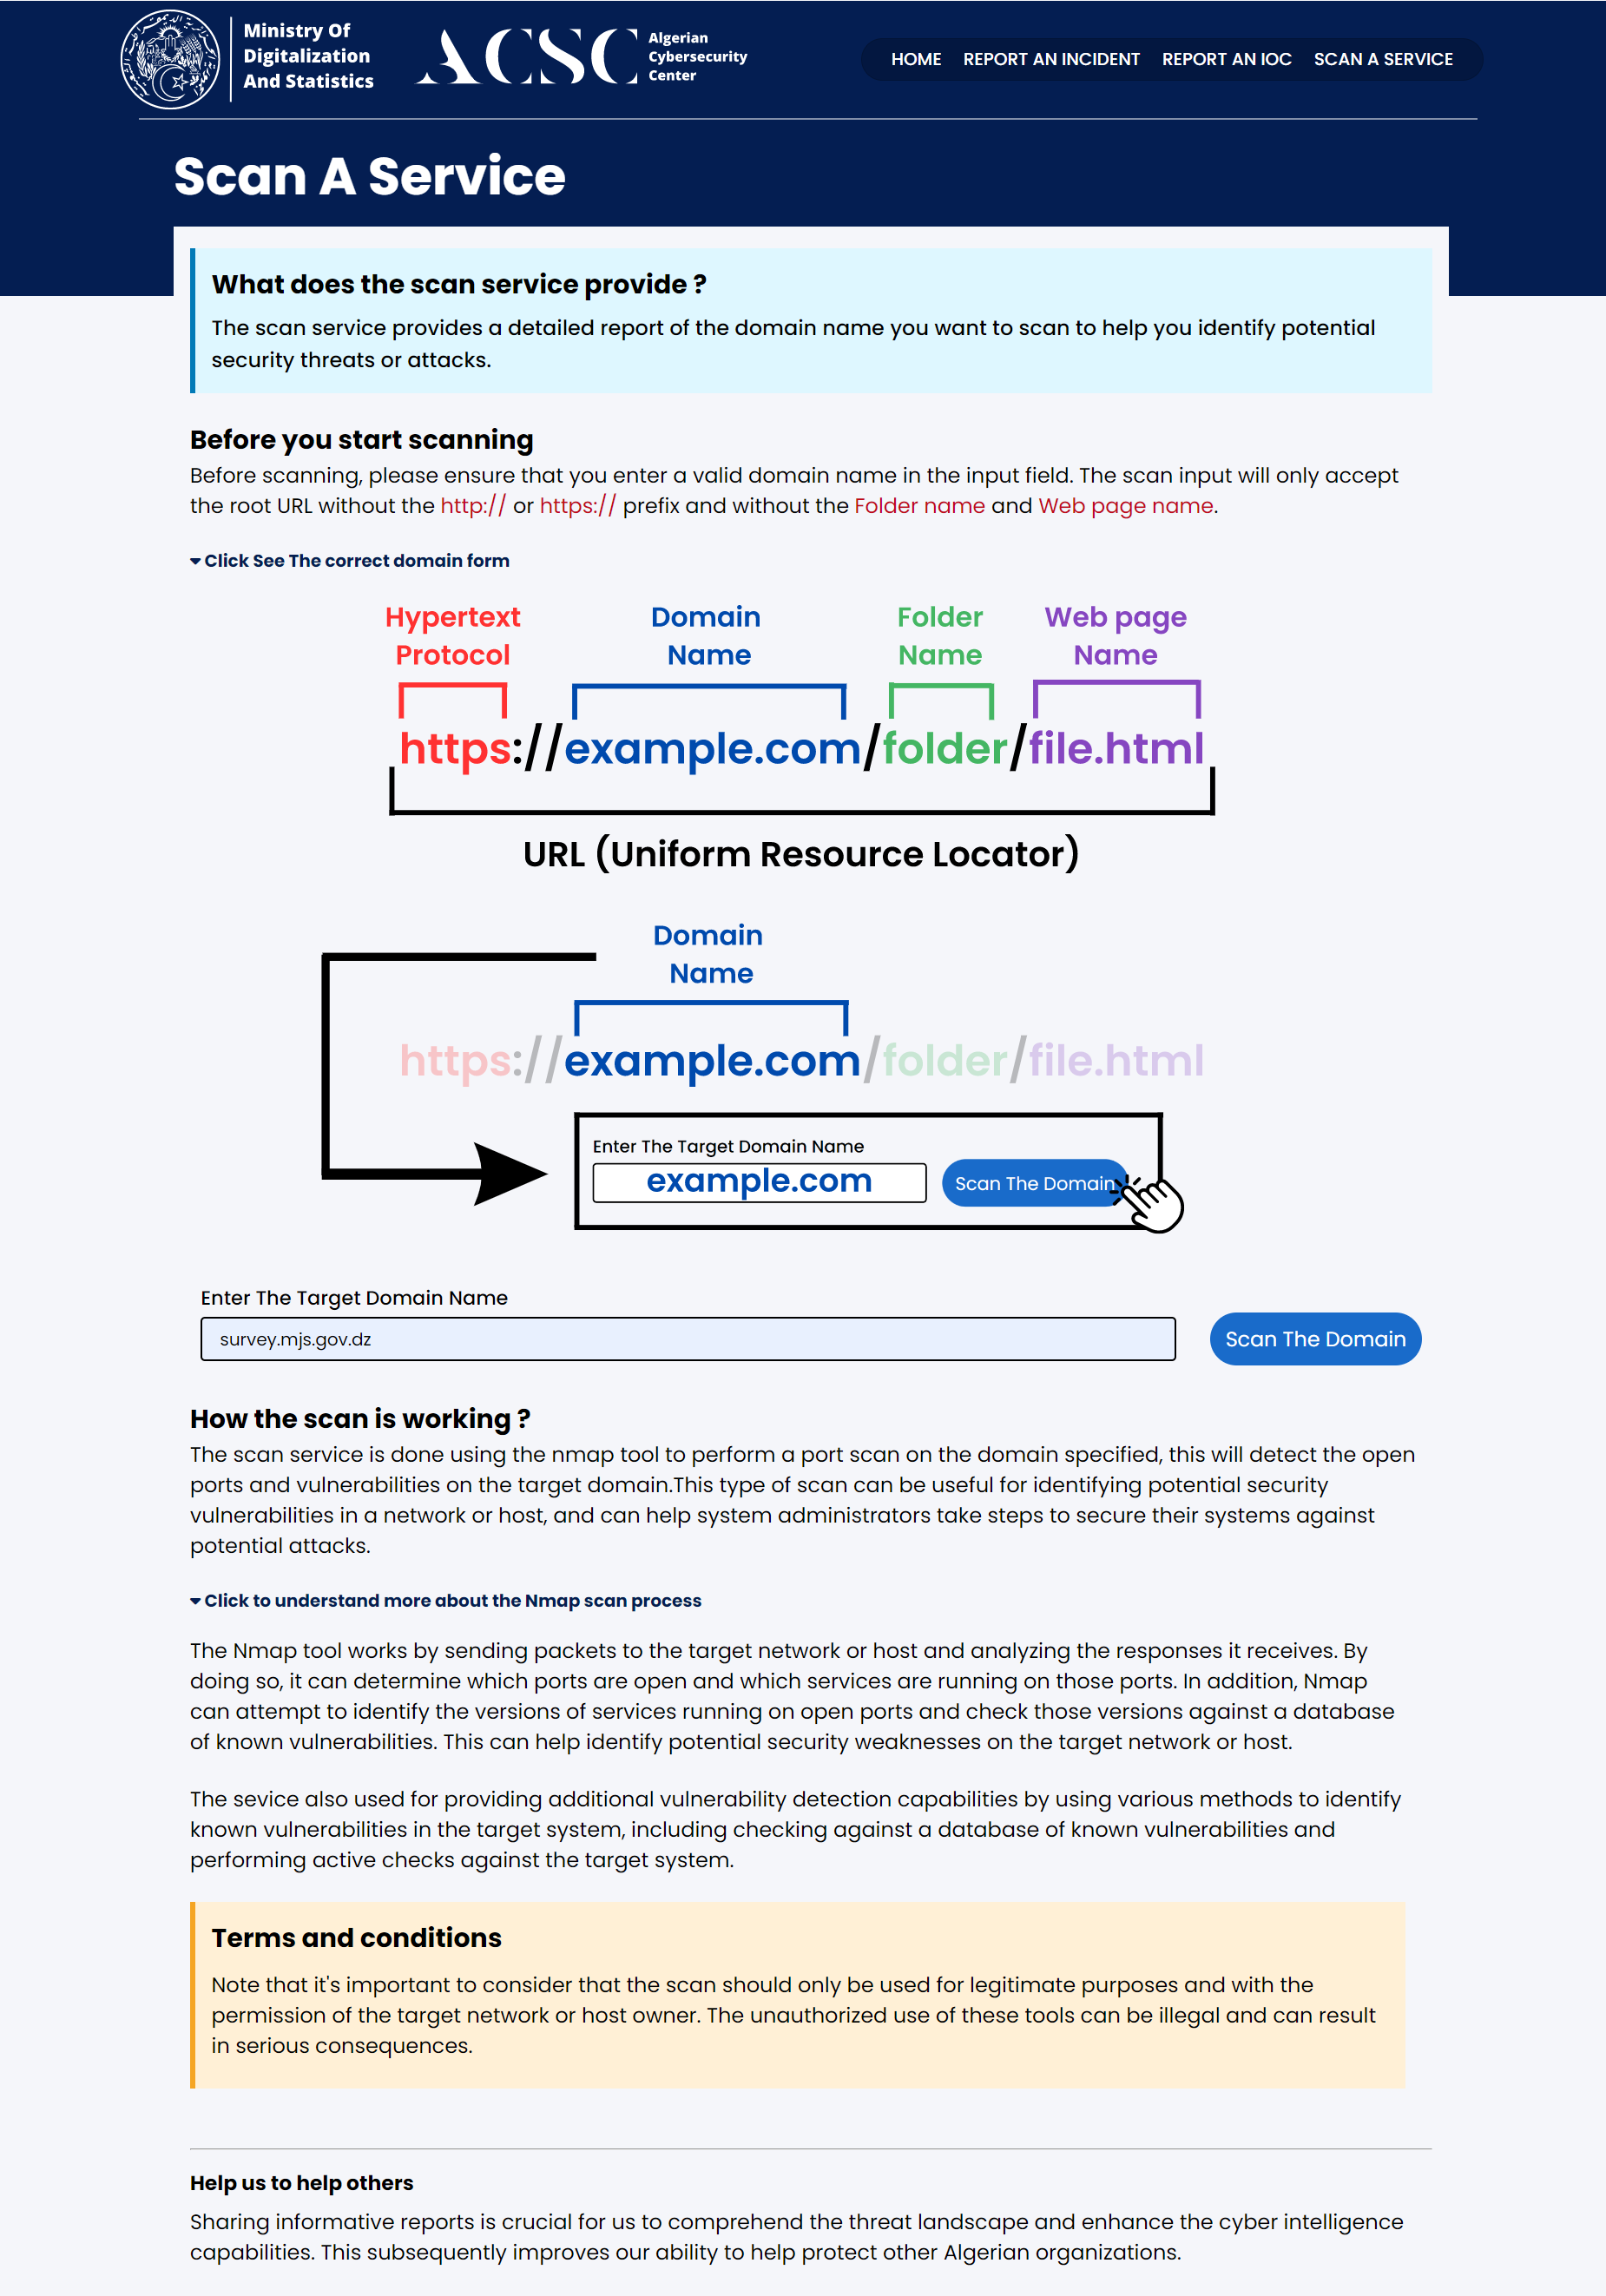 Ministry Of
Digitalization
And Statistics
ACSC
Algerian
Cybersecurity
Center
HOME REPORT AN INCIDENT REPORT AN IOC SCAN A SERVICE
Scan A Service
What does the scan service provide ?
The scan service provides a detailed report of the domain name you want to scan to help you identify potential
security threats or attacks.
Before you start scanning
Before scanning, please ensure that you enter a valid domain name in the input field. The scan input will only accept
the root URL without the http:// or https:// prefix and without the Folder name and Web page name.
Click See The correct domain form
Hypertext Protocol
Domain Name
Folder Name
Web page Name
https://example.com/folder/file.html
URL (Uniform Resource Locator)
Domain
Name
https://example.com/folder/file.html
Enter The Target Domain Name
example.com Scan The Domain
Enter The Target Domain Name
survey.mjs.gov.dz Scan The Domain
How the scan is working ?
The scan service is done using the nmap tool to perform a port scan on the domain specified, this will detect the open
ports and vulnerabilities on the target domain.This type of scan can be useful for identifying potential security
vulnerabilities in a network or host, and can help system administrators take steps to secure their systems against
potential attacks.
Click to understand more about the Nmap scan process
The Nmap tool works by sending packets to the target network or host and analyzing the responses it receives. By
doing so, it can determine which ports are open and which services are running on those ports. In addition, Nmap
can attempt to identify the versions of services running on open ports and check those versions against a database
of known vulnerabilities. This can help identify potential security weaknesses on the target network or host.
The sevice also used for providing additional vulnerability detection capabilities by using various methods to identify
known vulnerabilities in the target system, including checking against a database of known vulnerabilities and
performing active checks against the target system.
Terms and conditions
Note that it's important to consider that the scan should only be used for legitimate purposes and with the
permission of the target network or host owner. The unauthorized use of these tools can be illegal and can result
in serious consequences.
Help us to help others
Sharing informative reports is crucial for us to comprehend the threat landscape and enhance the cyber intelligence
capabilities. This subsequently improves our ability to help protect other Algerian organizations.